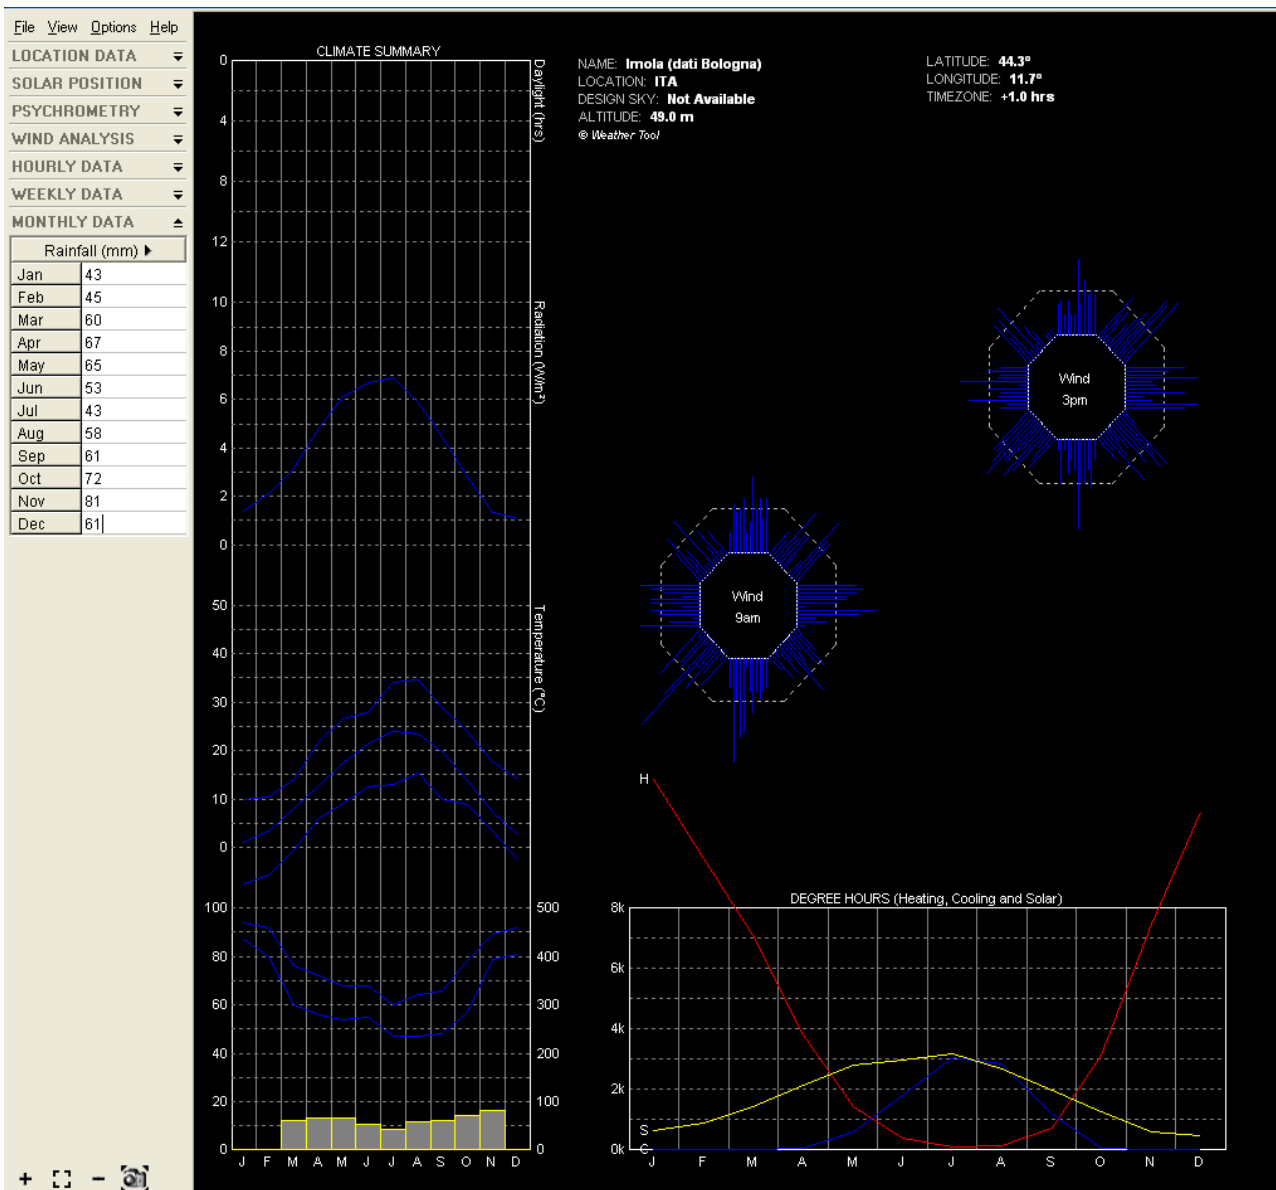 File View Options Help
LOCATION DATA
SOLAR POSITION
PSYCHROMETRY
WIND ANALYSIS
HOURLY DATA
WEEKLY DATA
MONTHLY DATA
Rainfall (mm)
Jan 43
Feb 45
Mar 60
Apr 67
May 65
Jun 53
Jul 43
Aug 58
Sep 61
Oct 72
Nov 81
Dec 61
CLIMATE SUMMARY
0
4
8
12
Daylight (hrs)
10
8
6
4
2
0
Radiation (W/m²)
50
40
30
20
10
0
Temperature (°C)
100
80
60
40
20
0
500
400
300
200
100
0
J F M A M J J A S O N D
NAME: Imola (dati Bologna)
LOCATION: ITA
DESIGN SKY: Not Available
ALTITUDE: 49.0 m
© Weather Tool
LATITUDE: 44.3°
LONGITUDE: 11.7°
TIMEZONE: +1.0 hrs
Wind
3pm
Wind
9am
H
DEGREE HOURS (Heating, Cooling and Solar)
8k
6k
4k
2k
S
0k C
J F M A M J J A S O N D